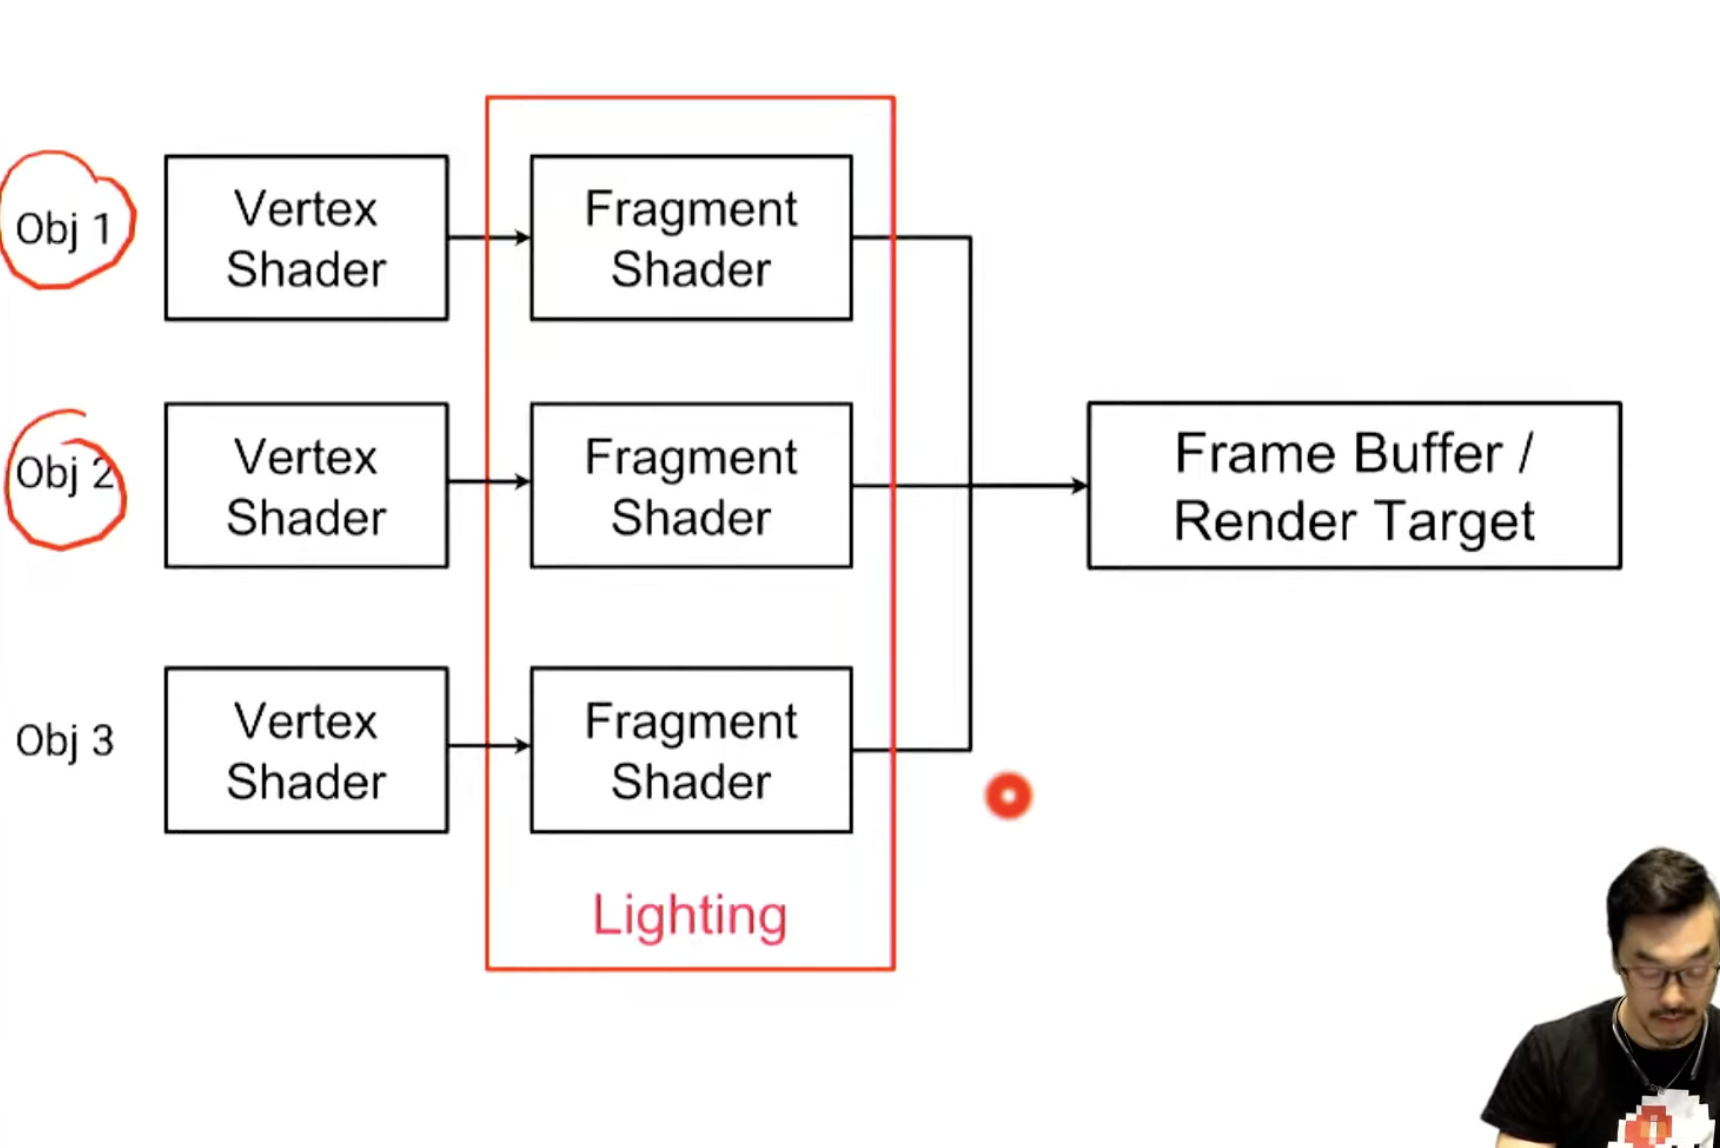 Obj 1
Vertex
Shader
Fragment
Shader
Obj 2
Vertex
Shader
Fragment
Shader
Frame Buffer /
Render Target
Obj 3
Vertex
Shader
Fragment
Shader
Lighting